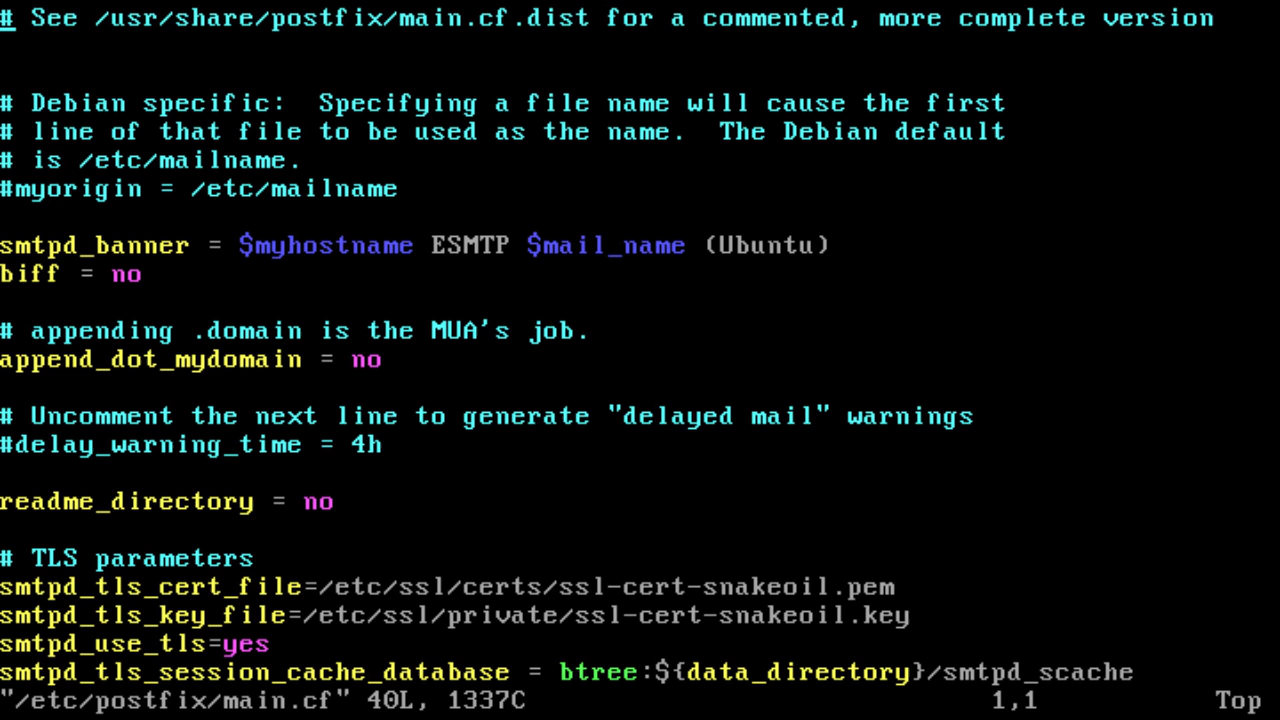 # See /usr/share/postfix/main.cf.dist for a commented, more complete version
# Debian specific:  Specifying a file name will cause the first
# line of that file to be used as the name.  The Debian default
# is /etc/mailname.
#myorigin = /etc/mailname
smtpd_banner = $myhostname ESMTP $mail_name (Ubuntu)
biff = no
# appending .domain is the MUA's job.
append_dot_mydomain = no
# Uncomment the next line to generate "delayed mail" warnings
#delay_warning_time = 4h
readme_directory = no
# TLS parameters
smtpd_tls_cert_file=/etc/ssl/certs/ssl-cert-snakeoil.pem
smtpd_tls_key_file=/etc/ssl/private/ssl-cert-snakeoil.key
smtpd_use_tls=yes
smtpd_tls_session_cache_database = btree:${data_directory}/smtpd_scache
"/etc/postfix/main.cf" 40L, 1337C 1,1 Top